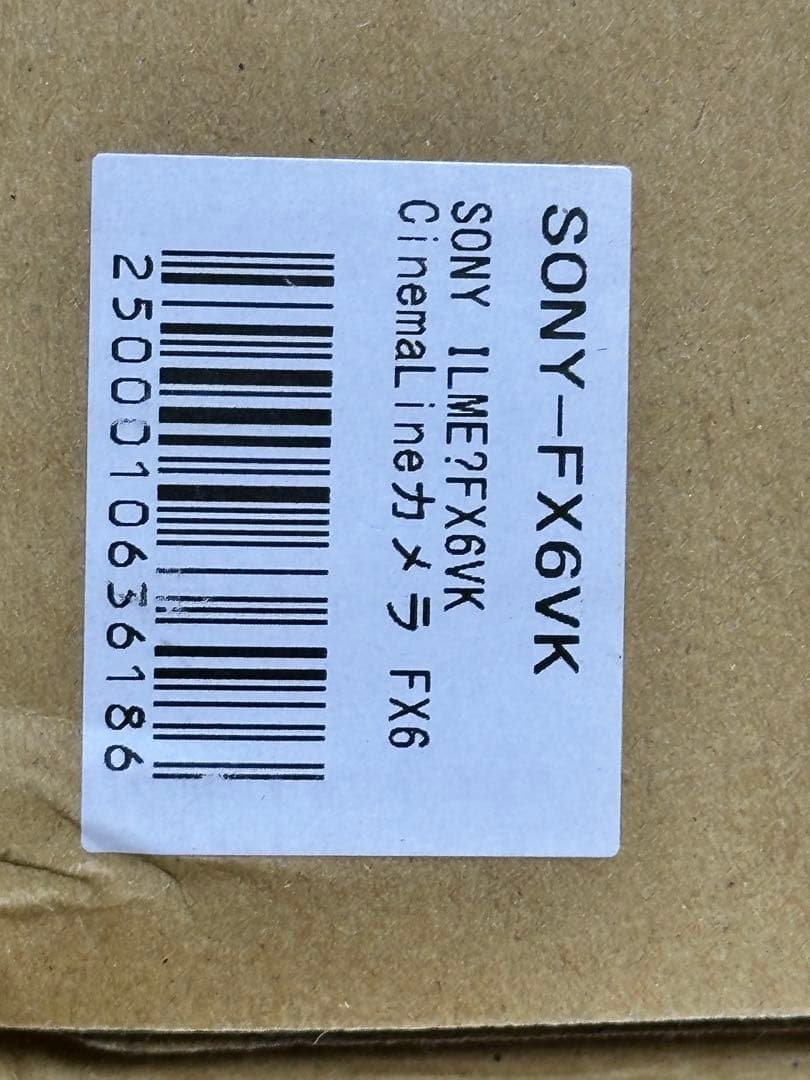 SONY-FX6VK
SONY ILME?FX6VK
CinemaLineカメラ FX6
2500010636186